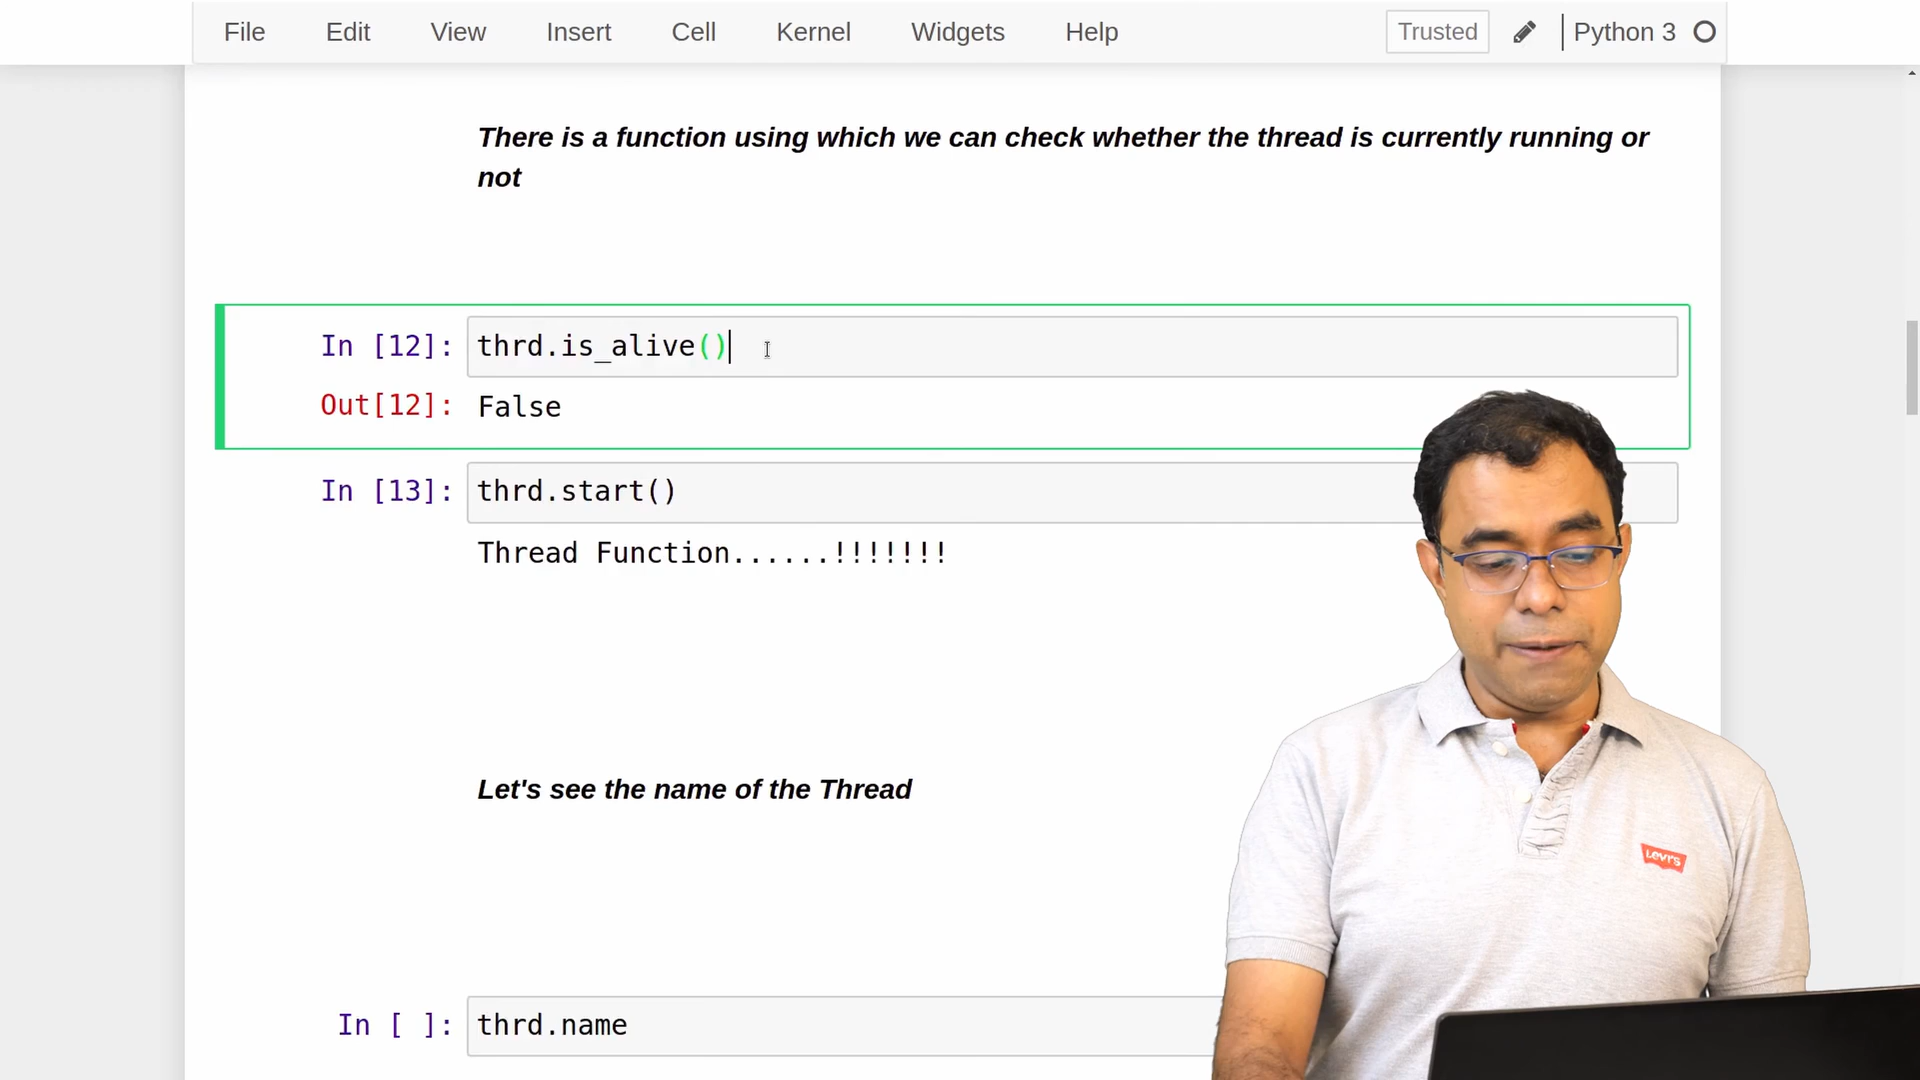 File Edit View Insert Cell Kernel Widgets Help Trusted Python 3
There is a function using which we can check whether the thread is currently running or
not
In [12]: thrd.is_alive()
Out[12]: False
In [13]: thrd.start()
Thread Function......!!!!!!!
Let's see the name of the Thread
Levi's
In [ ]: thrd.name